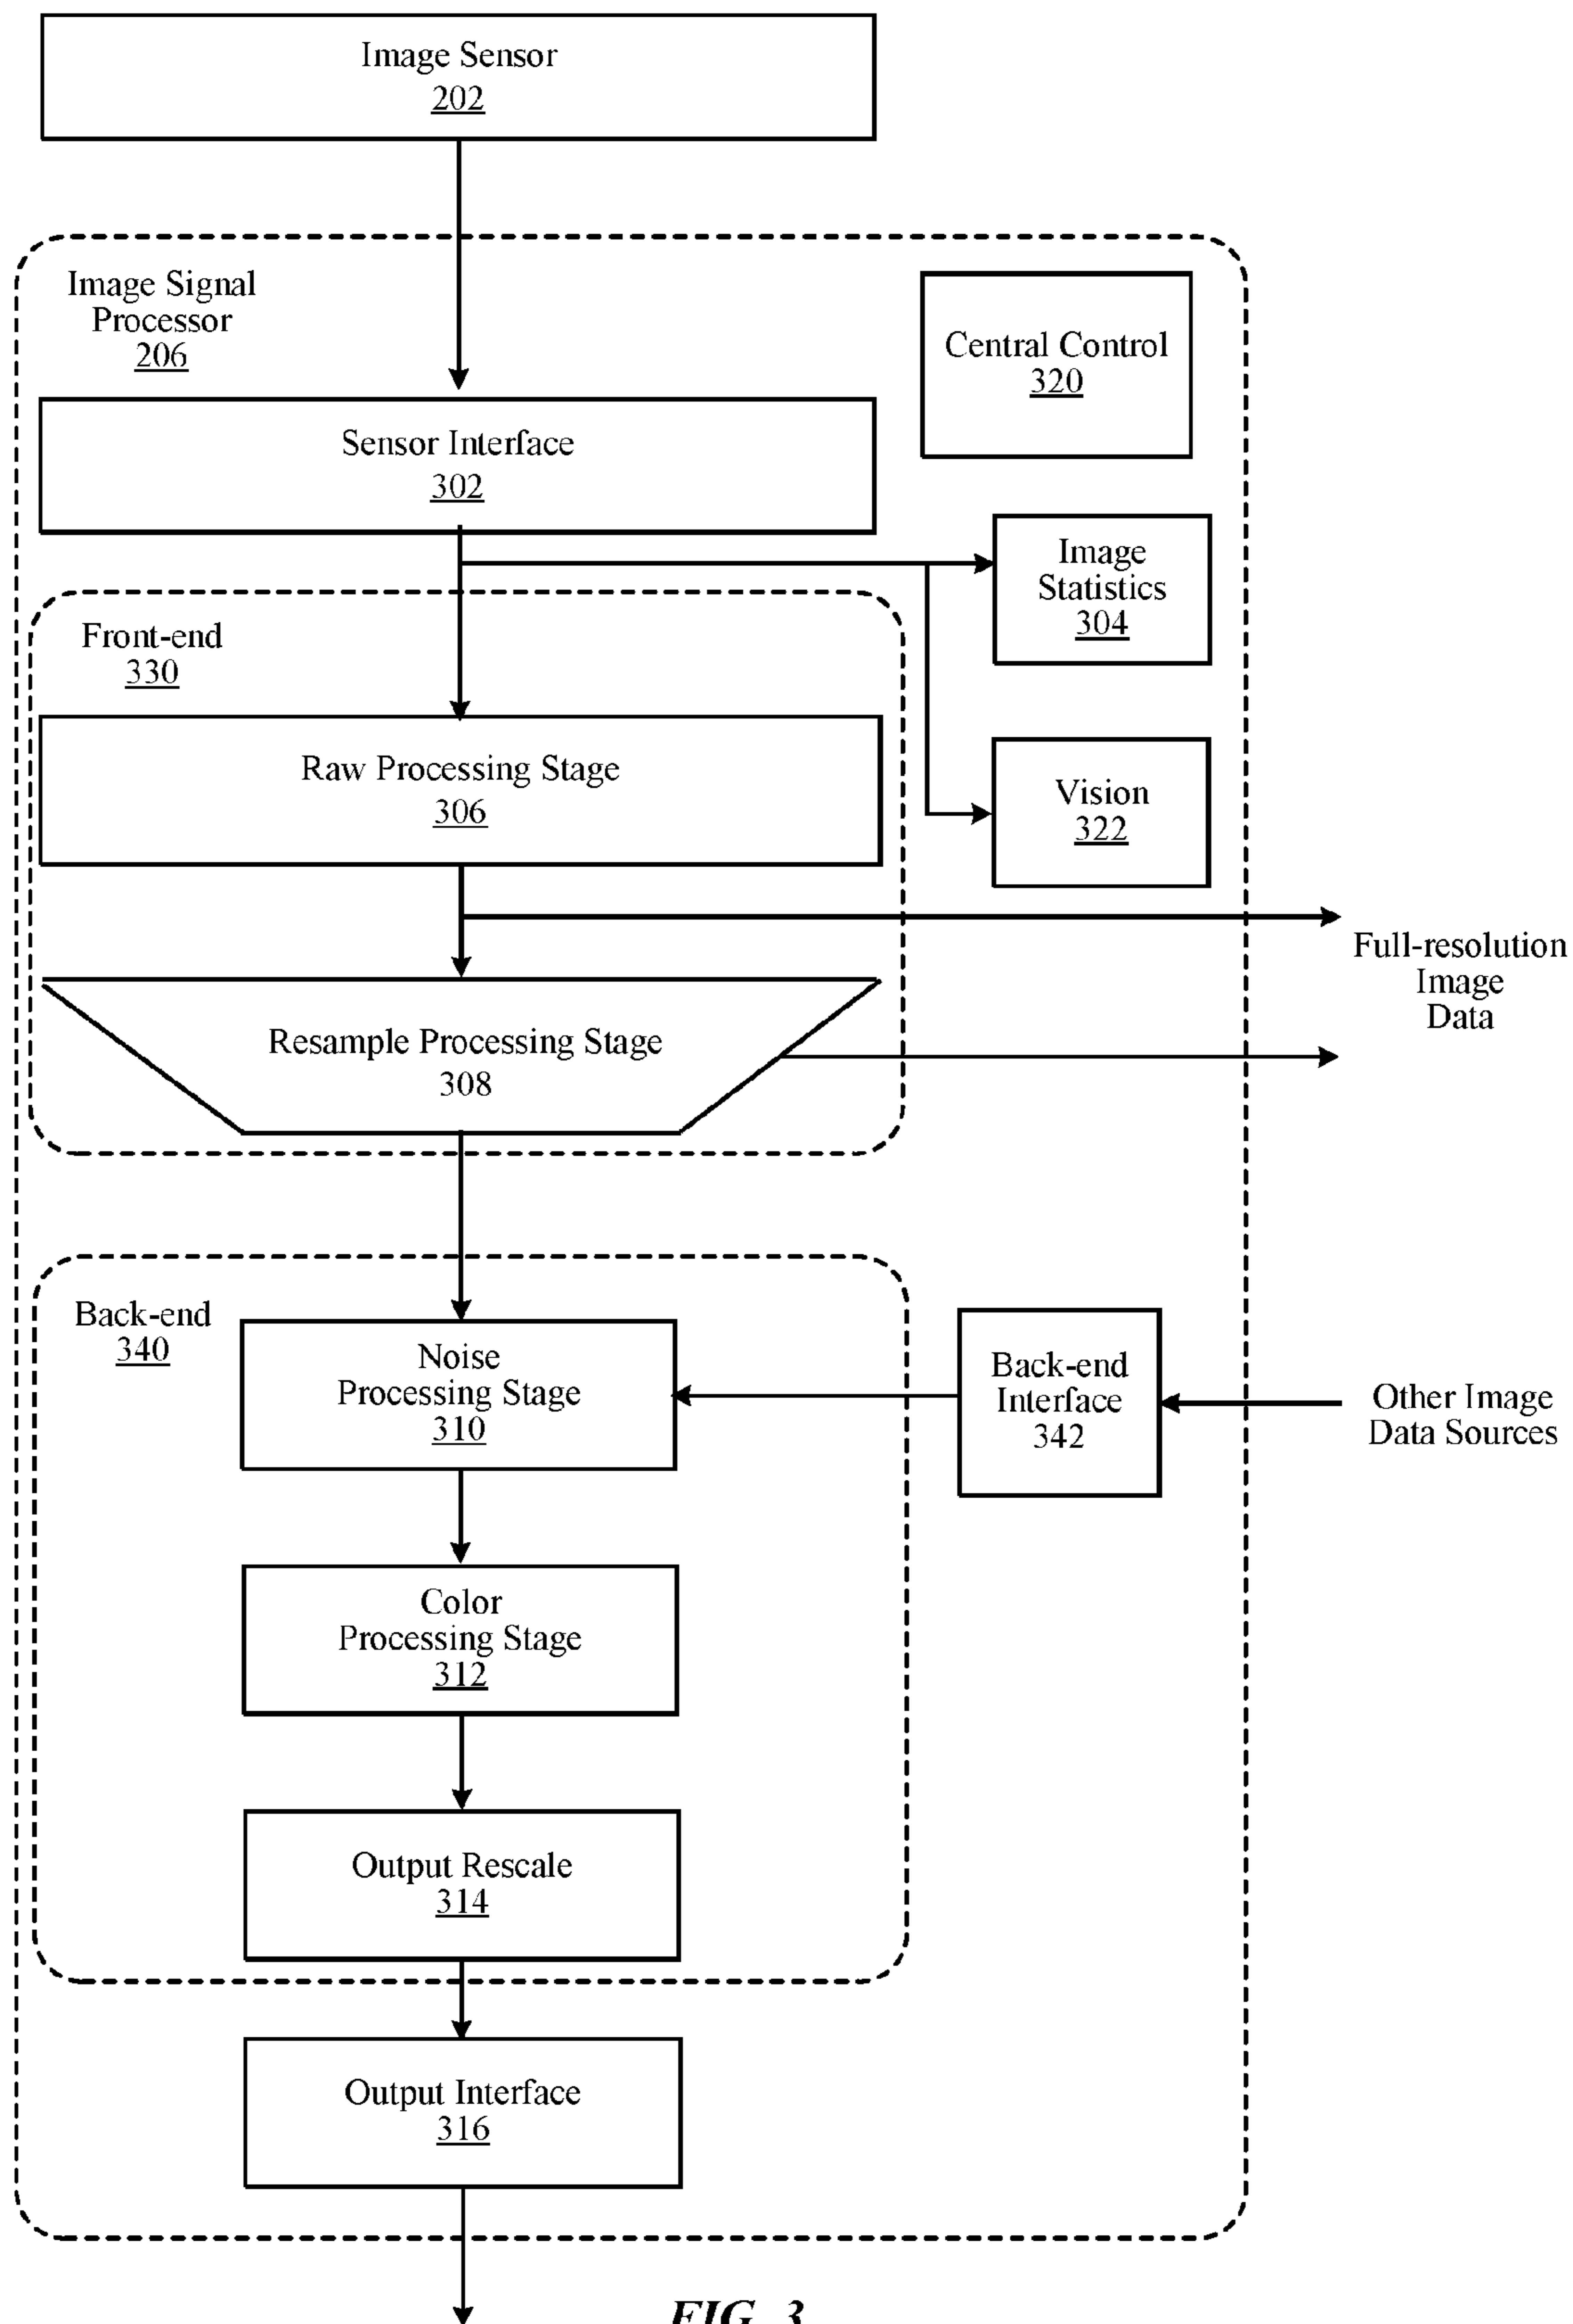 Image Sensor
202
Image Signal
Processor
206
Central Control
320
Sensor Interface
302
Image
Statistics
304
Front-end
330
Raw Processing Stage
306
Vision
322
Full-resolution
Image
Data
Resample Processing Stage
308
Back-end
340
Noise
Processing Stage
310
Back-end
Interface
342
Other Image
Data Sources
Color
Processing Stage
312
Output Rescale
314
Output Interface
316
FIG. 3